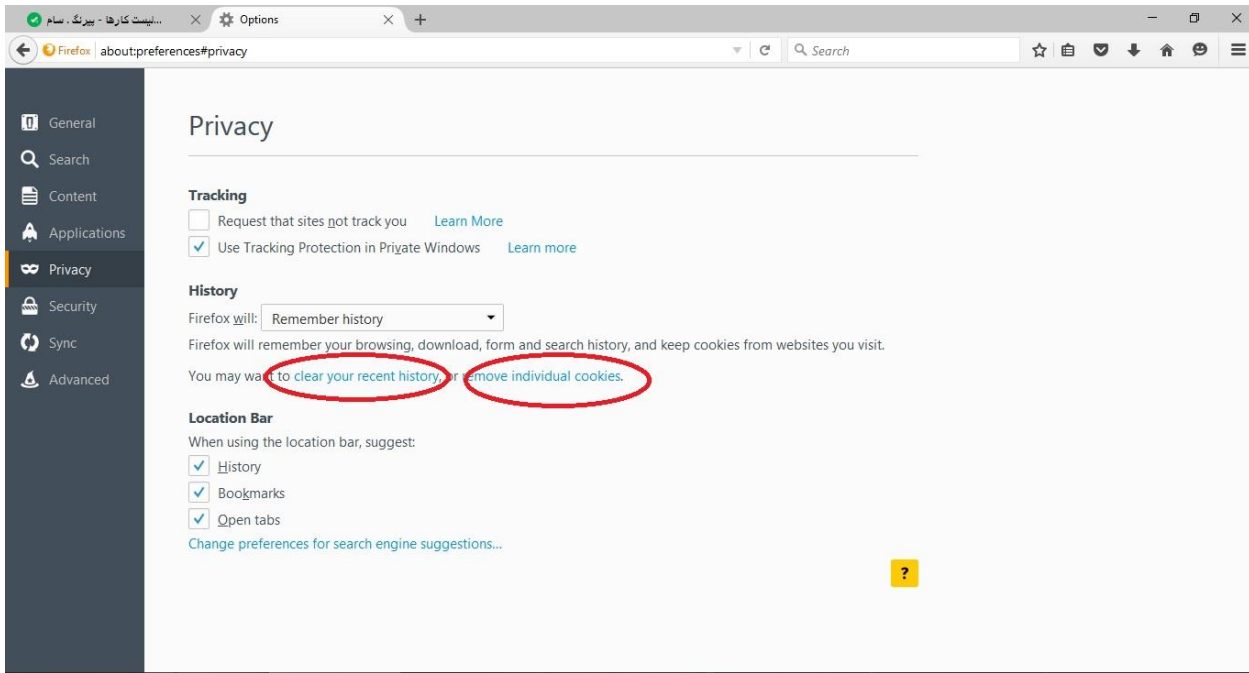 لیست کارها - بیرنگ . سام...
Options
Firefox about:preferences#privacy
Search
General
Search
Content
Applications
Privacy
Security
Sync
Advanced
Privacy
Tracking
Request that sites not track you Learn More
Use Tracking Protection in Private Windows Learn more
History
Firefox will: Remember history
Firefox will remember your browsing, download, form and search history, and keep cookies from websites you visit.
You may want to clear your recent history, or remove individual cookies.
Location Bar
When using the location bar, suggest:
History
Bookmarks
Open tabs
Change preferences for search engine suggestions...
?